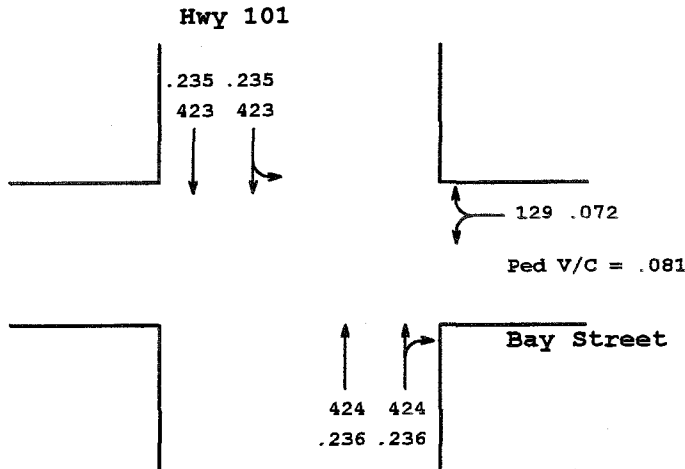 Hwy 101
.235 .235
423 423
129 .072
Ped V/C = .081
Bay Street
424 424
.236 .236